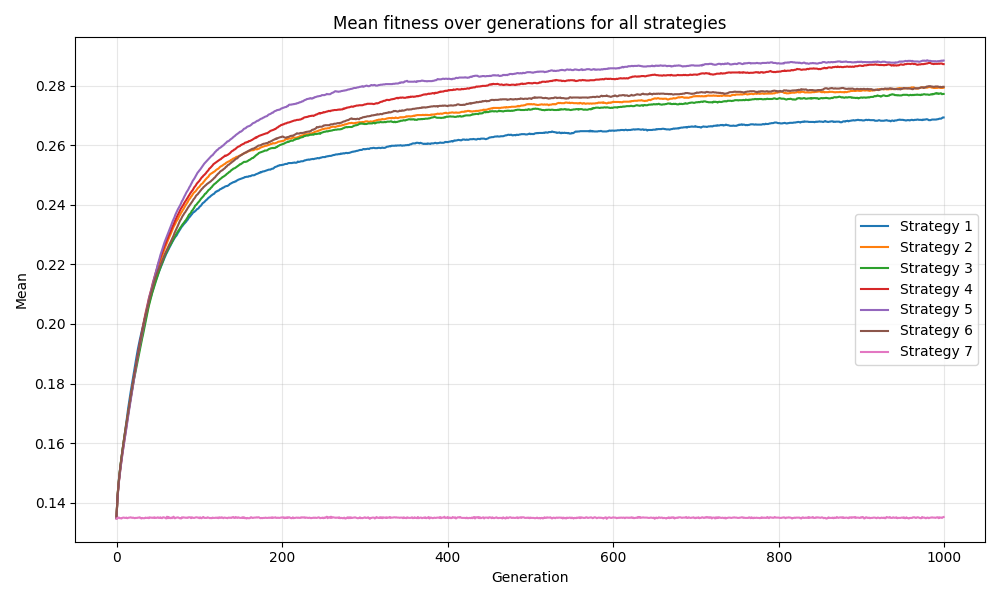 Mean fitness over generations for all strategies
Mean
0.28
0.26
0.24
0.22
0.20
0.18
0.16
0.14
Strategy 1
Strategy 2
Strategy 3
Strategy 4
Strategy 5
Strategy 6
Strategy 7
0 200 400 600 800 1000
Generation